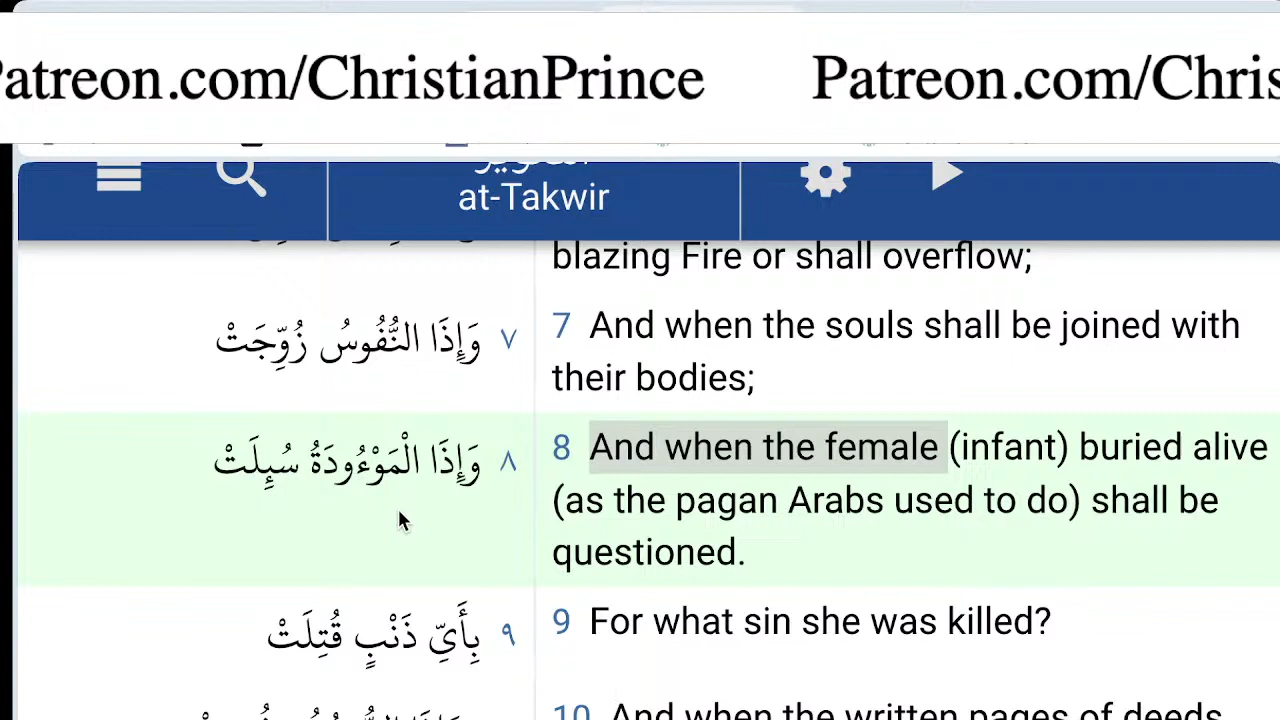 Patreon.com/ChristianPrince Patreon.com/Chris
at-Takwir
blazing Fire or shall overflow;
وَإِذَا النُّفُوسُ زُوِّجَتْ ٧
7 And when the souls shall be joined with
their bodies;
وَإِذَا الْمَوْءُودَةُ سُئِلَتْ ٨
8 And when the female (infant) buried alive
(as the pagan Arabs used to do) shall be
questioned.
بِأَيِّ ذَنْبٍ قُتِلَتْ ٩
9 For what sin she was killed?
10 And when the written pages of deeds